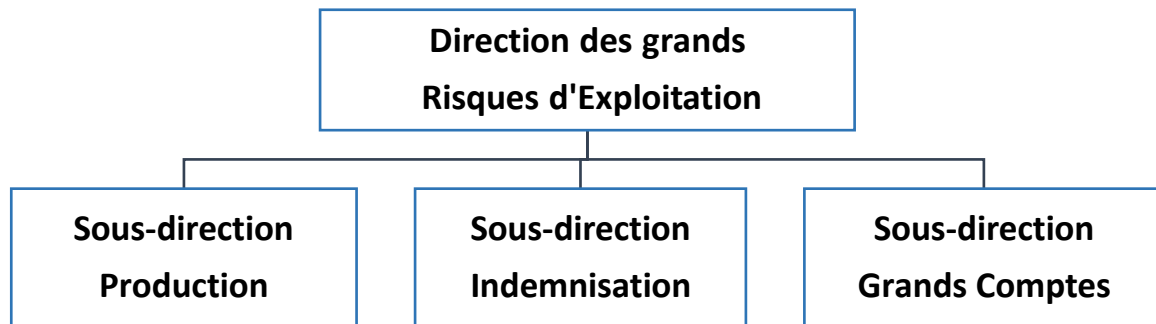 Direction des grands
Risques d'Exploitation
Sous-direction
Production
Sous-direction
Indemnisation
Sous-direction
Grands Comptes